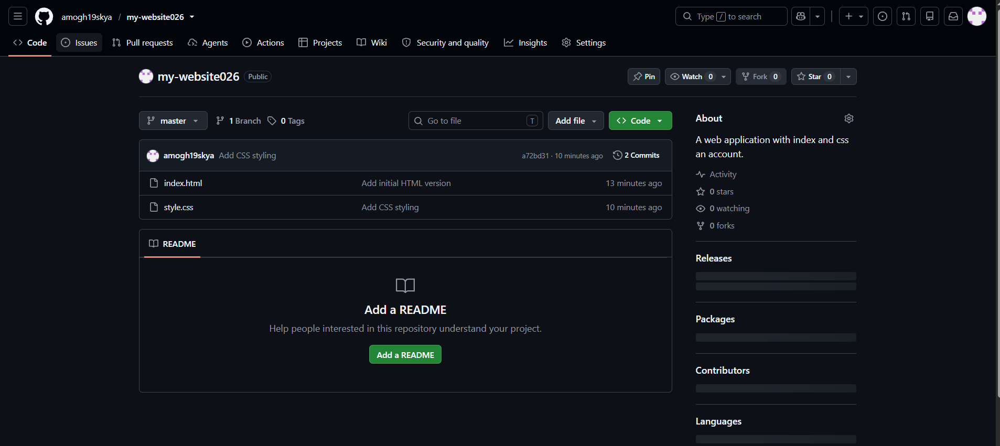 amogh19skya / my-website026
Type / to search
Code Issues Pull requests Agents Actions Projects Wiki Security and quality Insights Settings
my-website026 Public
Pin Watch 0 Fork 0 Star 0
master 1 Branch 0 Tags
Go to file T Add file Code
amogh19skya Add CSS styling a72bd31 · 10 minutes ago 2 Commits
index.html Add initial HTML version 13 minutes ago
style.css Add CSS styling 10 minutes ago
README
Add a README
Help people interested in this repository understand your project.
Add a README
About
A web application with index and css
an account.
Activity
0 stars
0 watching
0 forks
Releases
Packages
Contributors
Languages